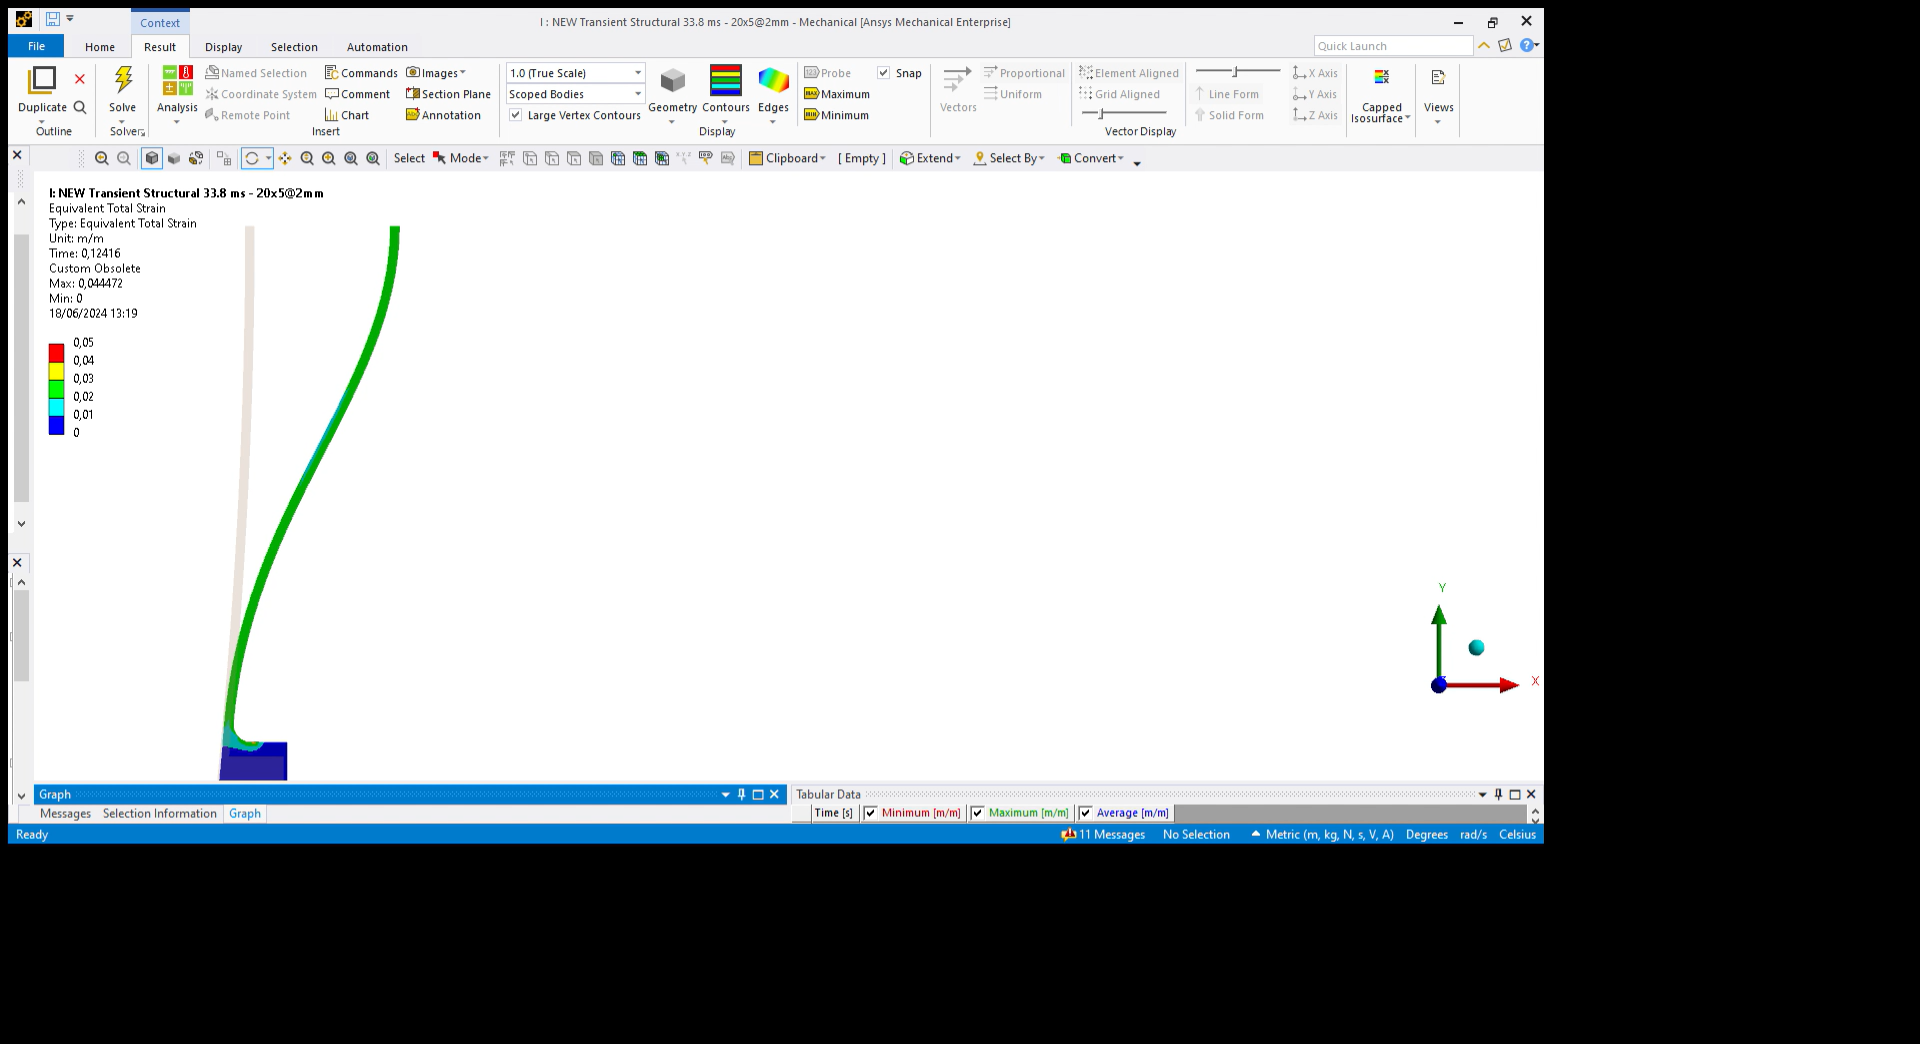 Context
I : NEW Transient Structural 33.8 ms - 20x5@2mm - Mechanical [Ansys Mechanical Enterprise]
File Home Result Display Selection Automation
Quick Launch
Duplicate
Outline
Solve
Solver
Analysis
Named Selection
Coordinate System
Remote Point
Commands
Comment
Chart
Images
Section Plane
Annotation
Insert
1.0 (True Scale)
Scoped Bodies
Large Vertex Contours
Geometry
Contours
Edges
Display
Probe
Maximum
Minimum
Snap
Vectors
Proportional
Uniform
Element Aligned
Grid Aligned
Line Form
Solid Form
X Axis
Y Axis
Z Axis
Vector Display
Capped
Isosurface
Views
Select Mode Clipboard [ Empty ] Extend Select By Convert
I: NEW Transient Structural 33.8 ms - 20x5@2mm
Equivalent Total Strain
Type: Equivalent Total Strain
Unit: m/m
Time: 0,12416
Custom Obsolete
Max: 0,044472
Min: 0
18/06/2024 13:19
0,05
0,04
0,03
0,02
0,01
0
Y
X
Graph
Tabular Data
Messages Selection Information Graph
Time [s] Minimum [m/m] Maximum [m/m] Average [m/m]
Ready
11 Messages No Selection Metric (m, kg, N, s, V, A) Degrees rad/s Celsius